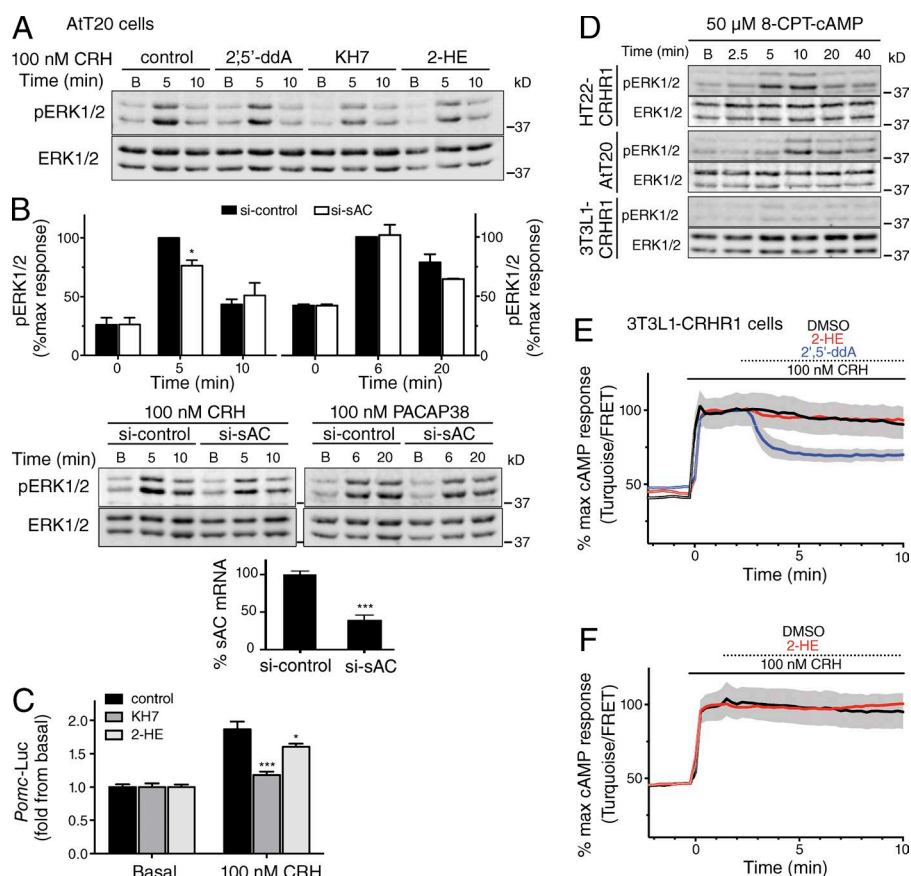 A AtT20 cells
100 nM CRH control 2',5'-ddA KH7 2-HE
Time (min) B 5 10 B 5 10 B 5 10 B 5 10 kD
pERK1/2
-37
ERK1/2
-37
B
si-control si-sAC
pERK1/2
(%max response)
100
50
0
*
0 5 10
Time (min)
0 6 20
Time (min)
100
50
0
pERK1/2
(%max response)
100 nM CRH 100 nM PACAP38
si-control si-sAC si-control si-sAC
Time (min) B 5 10 B 5 10 B 6 20 B 6 20 kD
pERK1/2
-37
ERK1/2
-37
% sAC mRNA
100
50
0
***
si-control si-sAC
C
control
KH7
2-HE
Pomc-Luc
(fold from basal)
2.0
1.5
1.0
0
***
*
Basal 100 nM CRH
D 50 µM 8-CPT-cAMP
Time (min) B 2.5 5 10 20 40 kD
HT22-
CRHR1
pERK1/2
-37
ERK1/2
-37
AtT20
pERK1/2
-37
ERK1/2
-37
3T3L1-
CRHR1
pERK1/2
-37
ERK1/2
-37
E 3T3L1-CRHR1 cells
DMSO
2-HE
2',5'-ddA
100 nM CRH
% max cAMP response
(Turquoise/FRET)
100
50
0 5 10
Time (min)
F
DMSO
2-HE
100 nM CRH
% max cAMP response
(Turquoise/FRET)
100
50
0 5 10
Time (min)